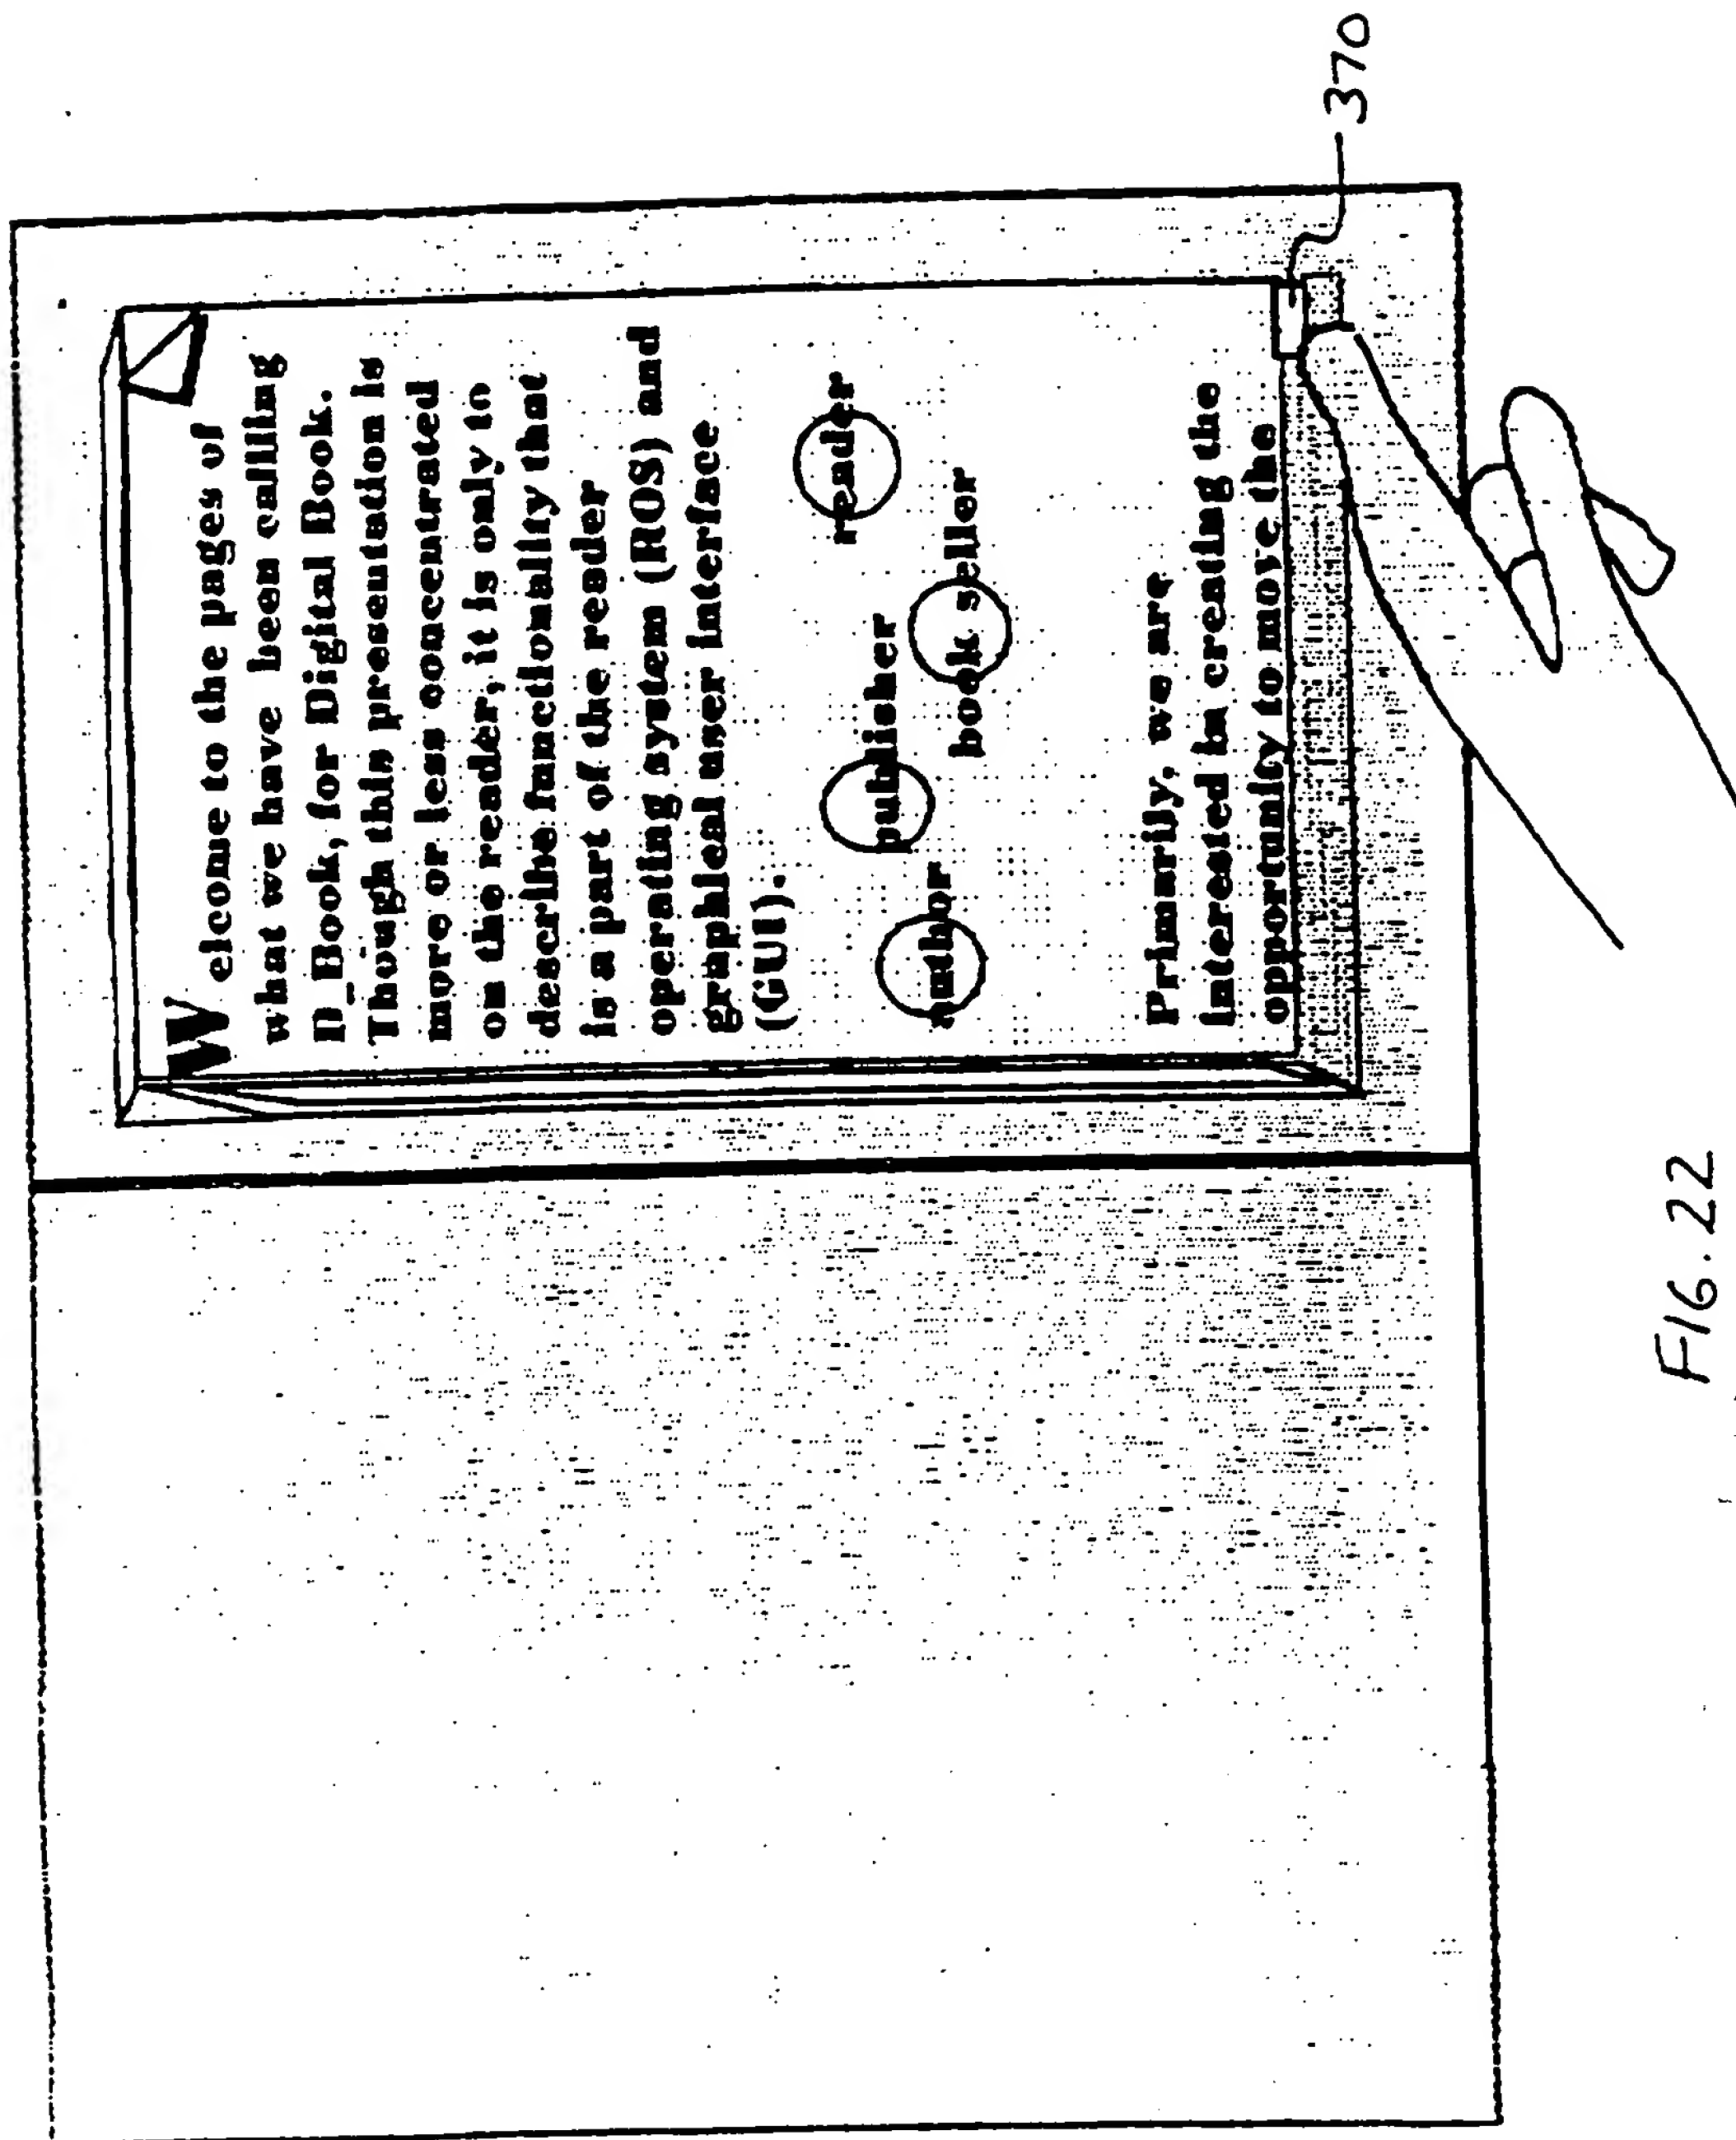 Welcome to the pages of
what we have been callling
D_Book, for Digital Book.
Though this presentation is
more or less concentrated
on the reader, it is only to
describe functionality that
is a part of the reader
operating system (ROS) and
graphical user interface
(GUI).
reader
publisher
author
book seller
Primarily, we are
interested in creating the
opportunity to move the
370
FIG. 22